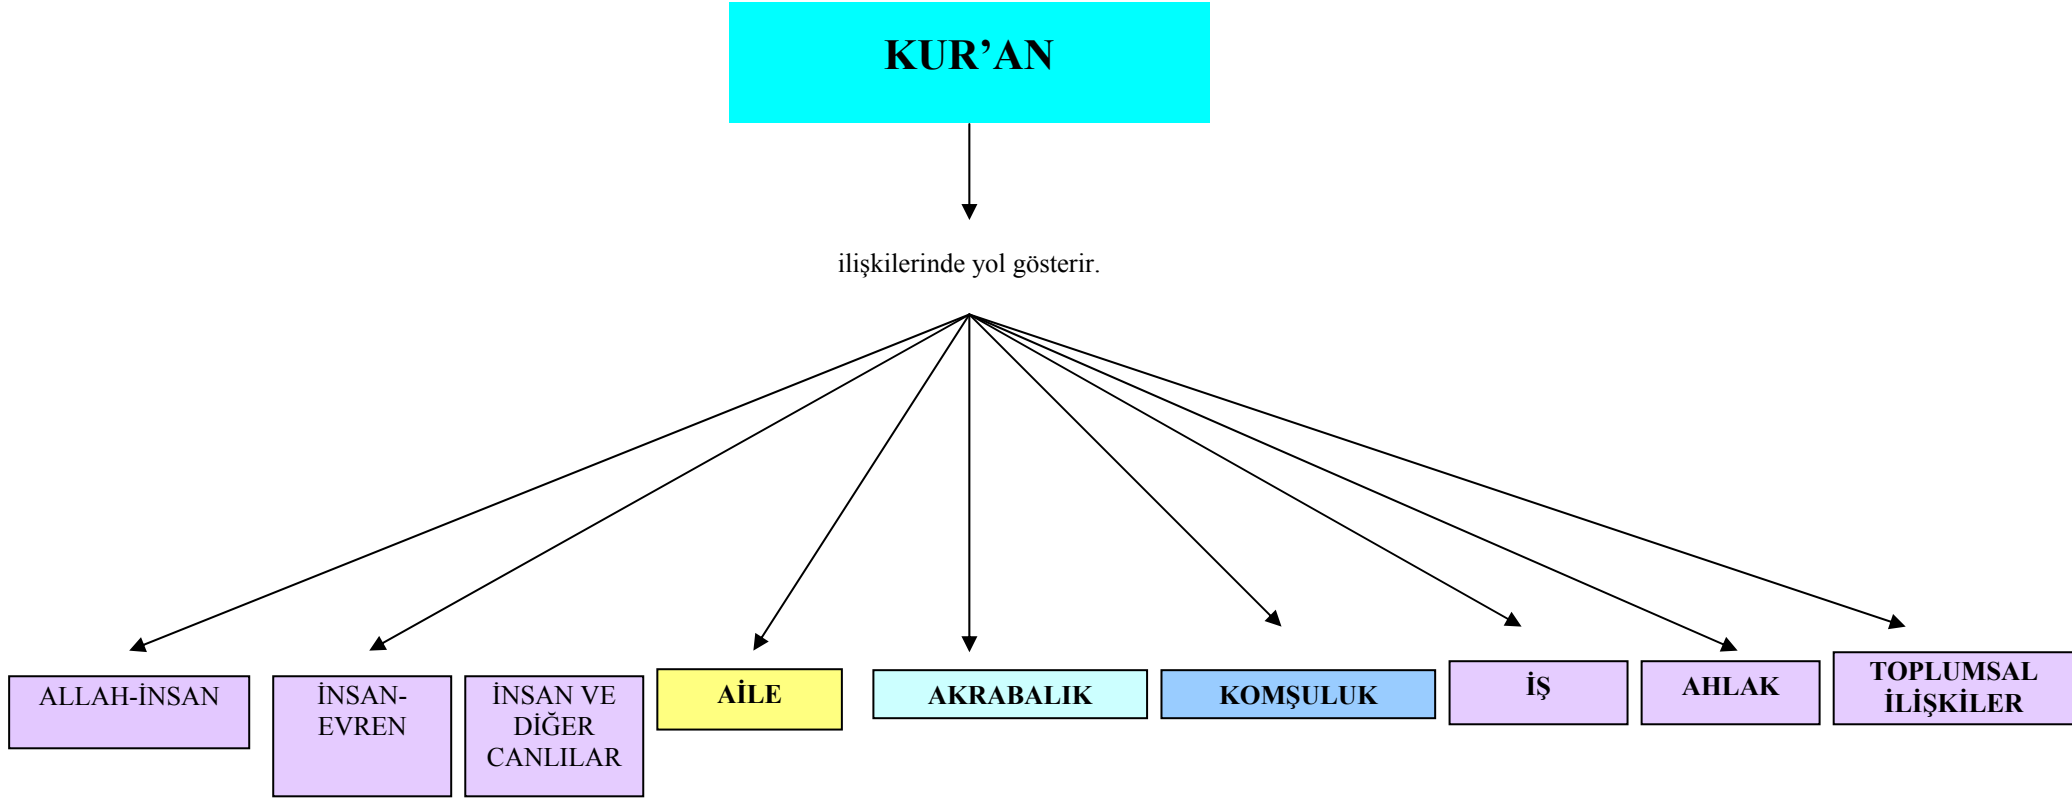 KUR’AN
ilişkilerinde yol gösterir.
ALLAH-İNSAN
İNSAN-
EVREN
İNSAN VE
DİĞER
CANLILAR
AİLE
AKRABALIK
KOMŞULUK
İŞ
AHLAK
TOPLUMSAL
İLİŞKİLER